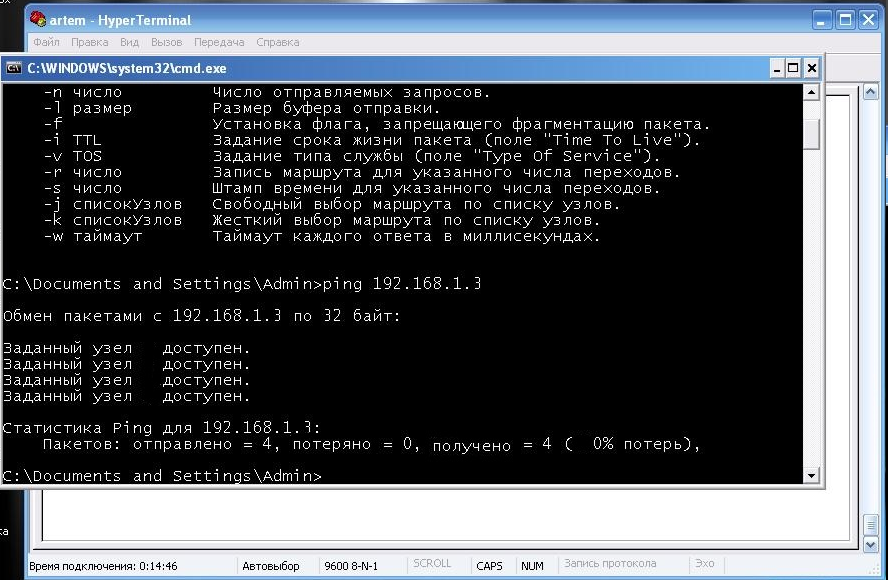 artem - HyperTerminal
Файл Правка Вид Вызов Передача Справка
C:\WINDOWS\system32\cmd.exe
-n число Число отправляемых запросов.
-l размер Размер буфера отправки.
-f Установка флага, запрещающего фрагментацию пакета.
-i TTL Задание срока жизни пакета (поле "Time To Live").
-v TOS Задание типа службы (поле "Type Of Service").
-r число Запись маршрута для указанного числа переходов.
-s число Штамп времени для указанного числа переходов.
-j списокУзлов Свободный выбор маршрута по списку узлов.
-k списокУзлов Жесткий выбор маршрута по списку узлов.
-w таймаут Таймаут каждого ответа в миллисекундах.
C:\Documents and Settings\Admin>ping 192.168.1.3
Обмен пакетами с 192.168.1.3 по 32 байт:
Заданный узел доступен.
Заданный узел доступен.
Заданный узел доступен.
Заданный узел доступен.
Статистика Ping для 192.168.1.3:
Пакетов: отправлено = 4, потеряно = 0, получено = 4 ( 0% потерь),
C:\Documents and Settings\Admin>
Время подключения: 0:14:46 Автовыбор 9600 8-N-1 SCROLL CAPS NUM Запись протокола Эхо